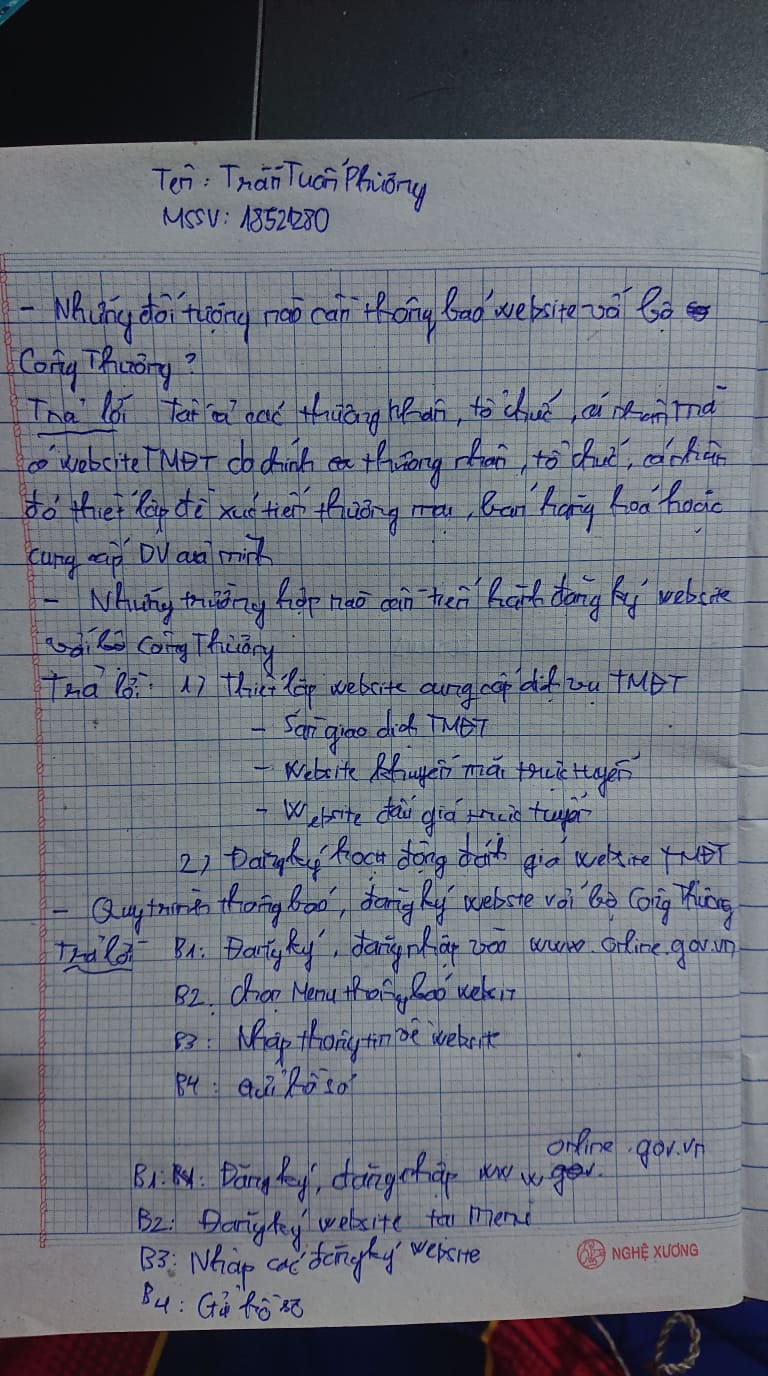 Tên: Trần Tuấn Phương
MSSV: 18521280
- Những đối tượng nào cần thông báo website với bộ
Công Thương?
Trả lời Tất cả các thương nhân, tổ chức, cá nhân mà
có website TMĐT do chính thương nhân, tổ chức, cá nhân
đó thiết lập để xúc tiến thương mại, bán hàng hoá hoặc
cung cấp DV của mình
- Những trường hợp nào cần tiến hành đăng ký website
với bộ Công Thương
Trả lời: 1) Thiết lập website cung cấp dịch vụ TMĐT
- Sàn giao dịch TMĐT
- Website khuyến mãi trực tuyến
- Website đấu giá trực tuyến
2) Đăng ký hoạt động đánh giá website TMĐT
- Quy trình thông báo, đăng ký webste với bộ Công Thương
Trả lời B1: Đăng ký, đăng nhập vào www.online.gov.vn
B2. Chọn Menu thông báo
B3: Nhập thông tin về website
B4: Gửi hồ sơ
online.gov.vn
B1: Đăng ký, đăng nhập www.
B2: Đăng ký website tại menu
B3: Nhập các đăng ký website
B4: Gửi hồ sơ
NGHỆ XƯƠNG